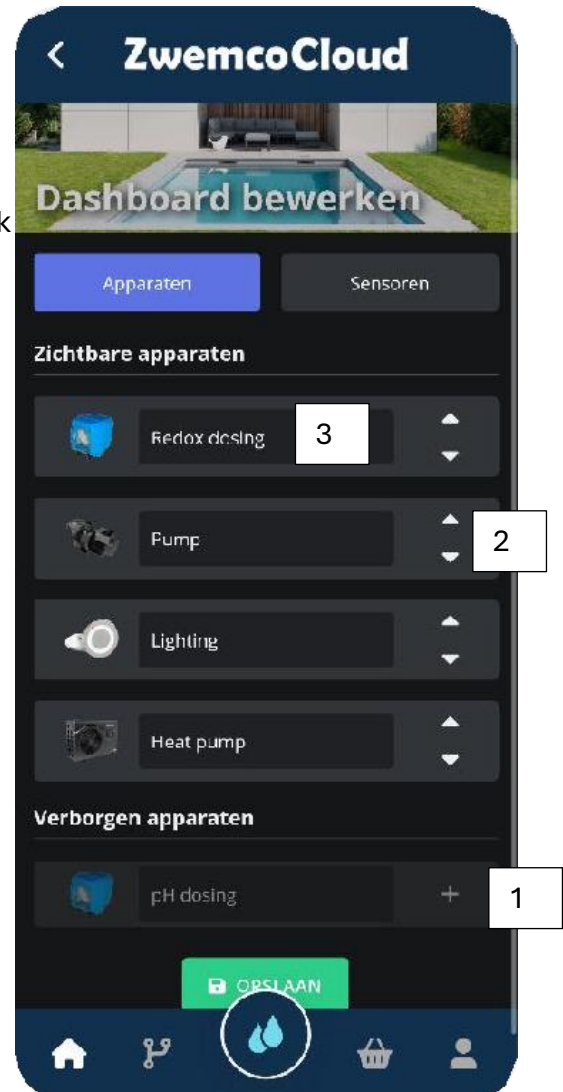 ZwemcoCloud
Dashboard bewerken
k
Apparaten Sensoren
Zichtbare apparaten
Redox dosing 3
Pump 2
Lighting
Heat pump
Verborgen apparaten
pH dosing + 1
OPSLAAN